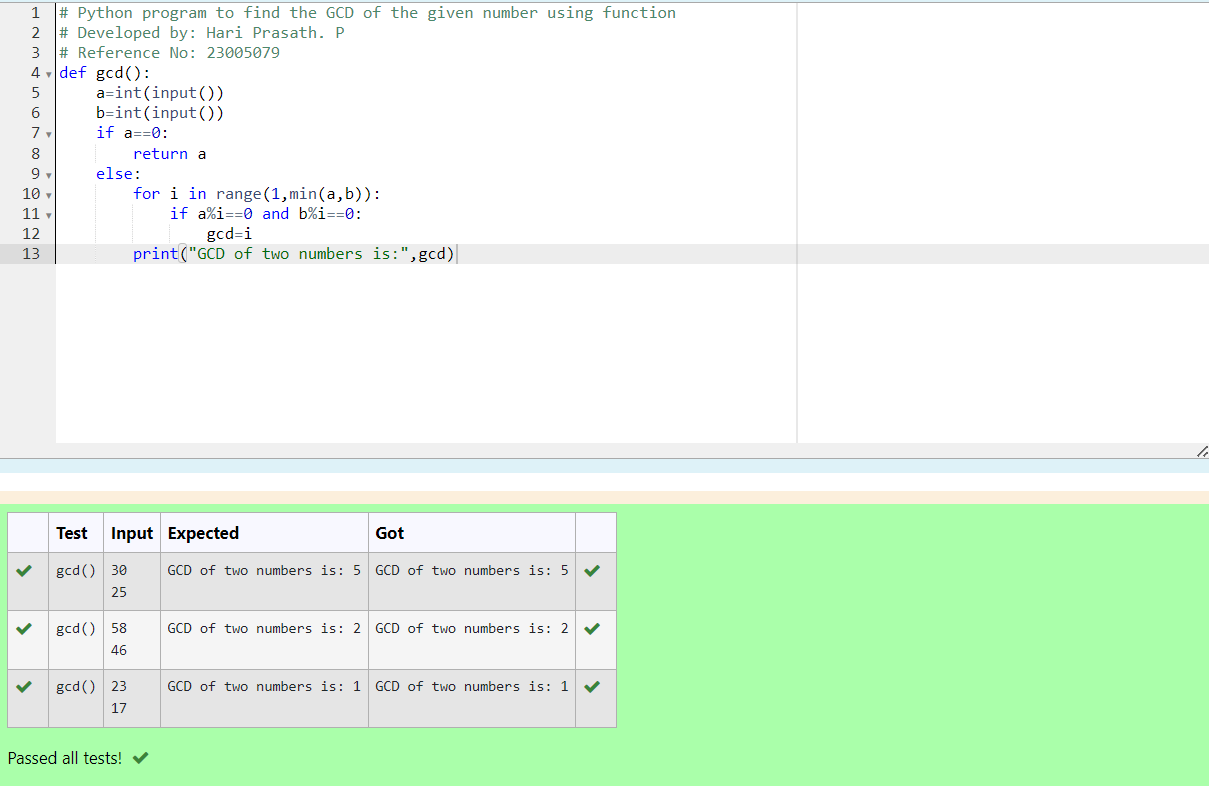 1 # Python program to find the GCD of the given number using function
2 # Developed by: Hari Prasath. P
3 # Reference No: 23005079
4 def gcd():
5     a=int(input())
6     b=int(input())
7     if a==0:
8         return a
9     else:
10         for i in range(1,min(a,b)):
11             if a%i==0 and b%i==0:
12                 gcd=i
13         print("GCD of two numbers is:",gcd)
Test Input Expected Got
gcd() 30 GCD of two numbers is: 5 GCD of two numbers is: 5
25
gcd() 58 GCD of two numbers is: 2 GCD of two numbers is: 2
46
gcd() 23 GCD of two numbers is: 1 GCD of two numbers is: 1
17
Passed all tests!